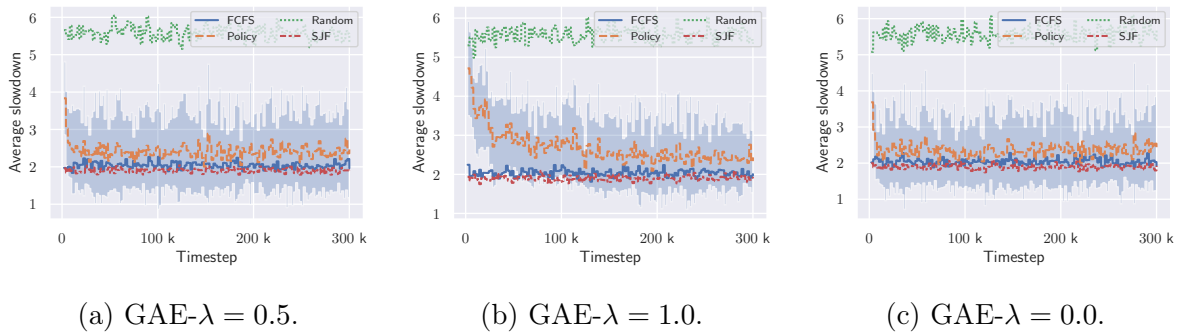 6
5
4
3
2
1
Average slowdown
FCFS
Policy
Random
SJF
0
100 k
200 k
300 k
Timestep
(a) GAE-λ = 0.5.
6
5
4
3
2
1
Average slowdown
FCFS
Policy
Random
SJF
0
100 k
200 k
300 k
Timestep
(b) GAE-λ = 1.0.
6
5
4
3
2
1
Average slowdown
FCFS
Policy
Random
SJF
0
100 k
200 k
300 k
Timestep
(c) GAE-λ = 0.0.